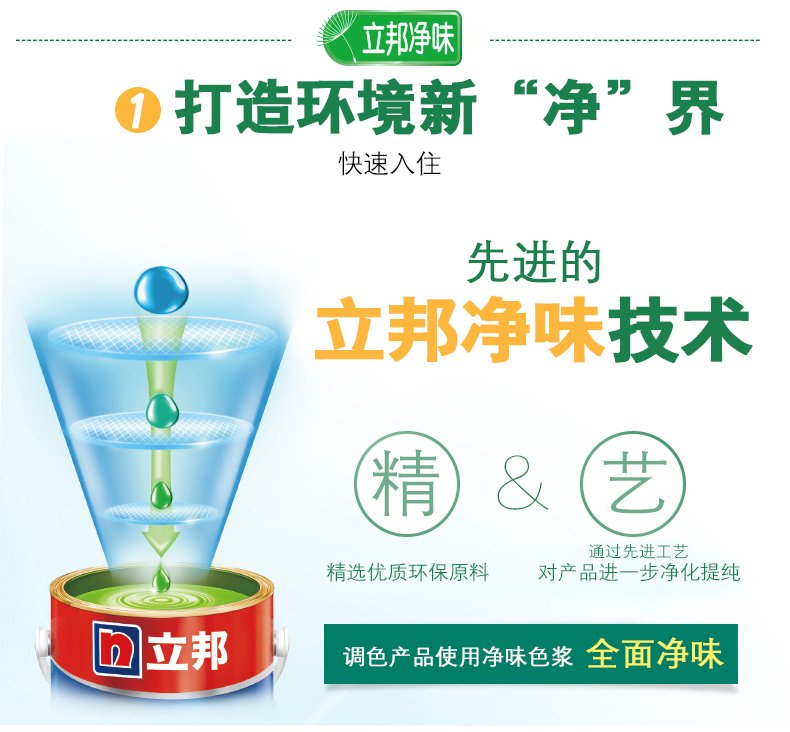 立邦净味
1 打造环境新“净”界
快速入住
先进的
立邦净味技术
精 & 艺
精选优质环保原料
通过先进工艺
对产品进一步净化提纯
n 立邦
调色产品使用净味色浆 全面净味